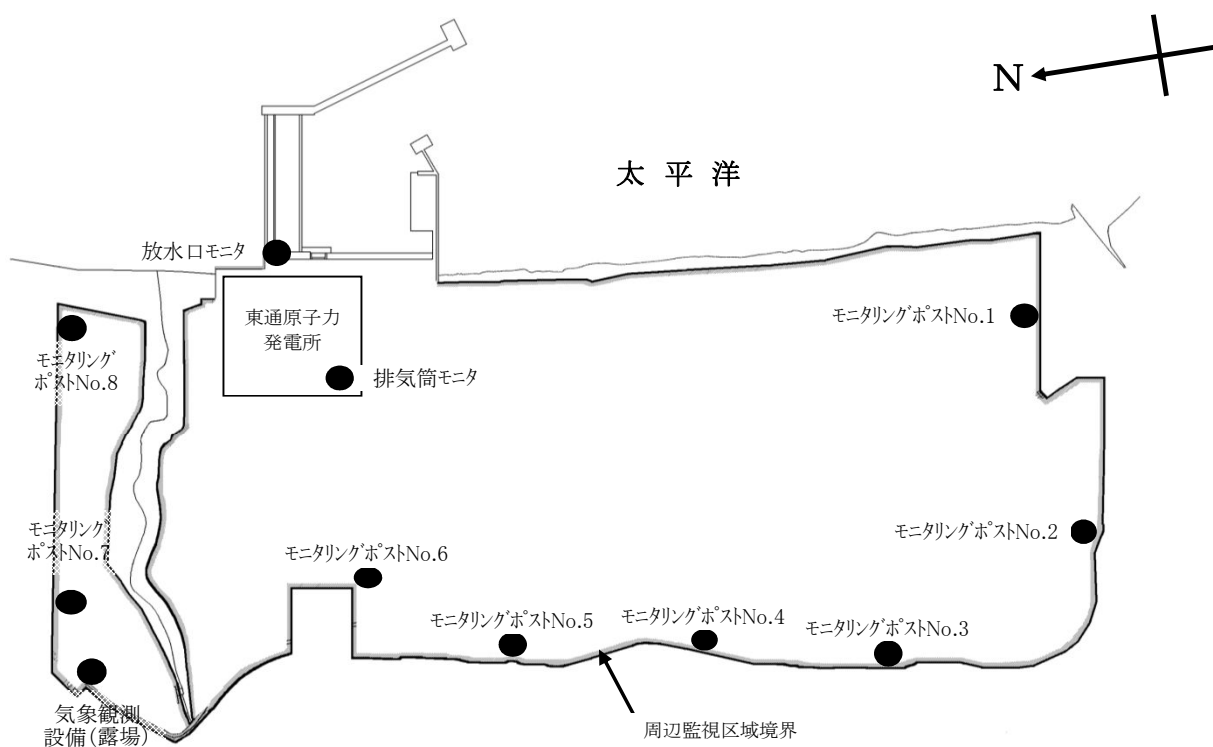 N
太平洋
放水口モニタ
東通原子力
発電所
排気筒モニタ
モニタリングポストNo.1
モニタリング
ポストNo.8
モニタリング
ポストNo.7
モニタリングポストNo.2
モニタリングポストNo.6
モニタリングポストNo.5
モニタリングポストNo.4
モニタリングポストNo.3
気象観測
設備(露場)
周辺監視区域境界